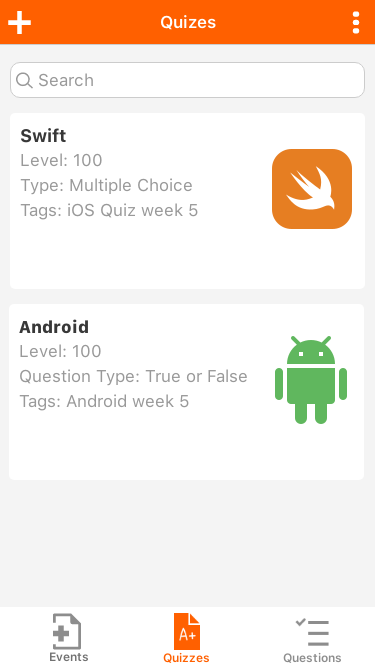 Quizes
Search
Swift
Level: 100
Type: Multiple Choice
Tags: iOS Quiz week 5
Android
Level: 100
Question Type: True or False
Tags: Android week 5
A+
Events
Quizzes
Questions